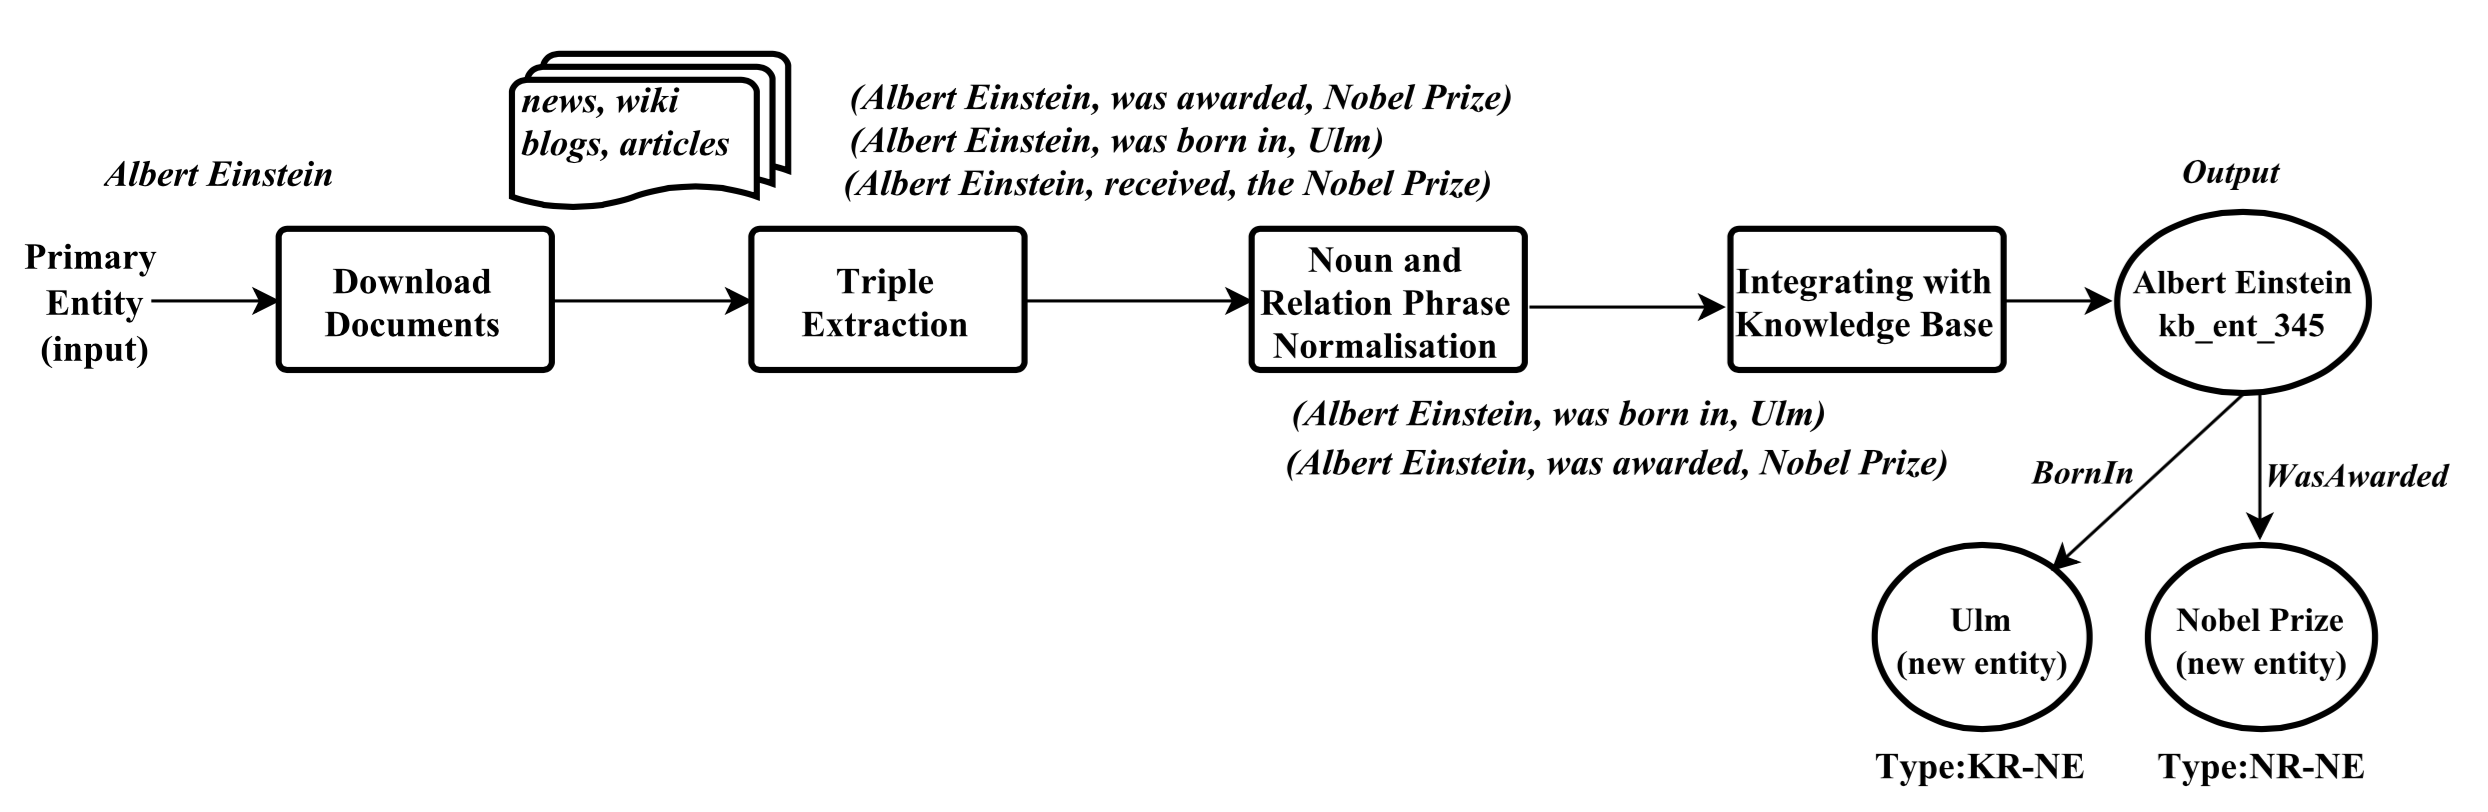 Albert Einstein
Primary
Entity
(input)
Download
Documents
news, wiki
blogs, articles
Triple
Extraction
(Albert Einstein, was awarded, Nobel Prize)
(Albert Einstein, was born in, Ulm)
(Albert Einstein, received, the Nobel Prize)
Noun and
Relation Phrase
Normalisation
(Albert Einstein, was born in, Ulm)
(Albert Einstein, was awarded, Nobel Prize)
Integrating with
Knowledge Base
Output
Albert Einstein
kb_ent_345
BornIn
WasAwarded
Ulm
(new entity)
Nobel Prize
(new entity)
Type:KR-NE
Type:NR-NE